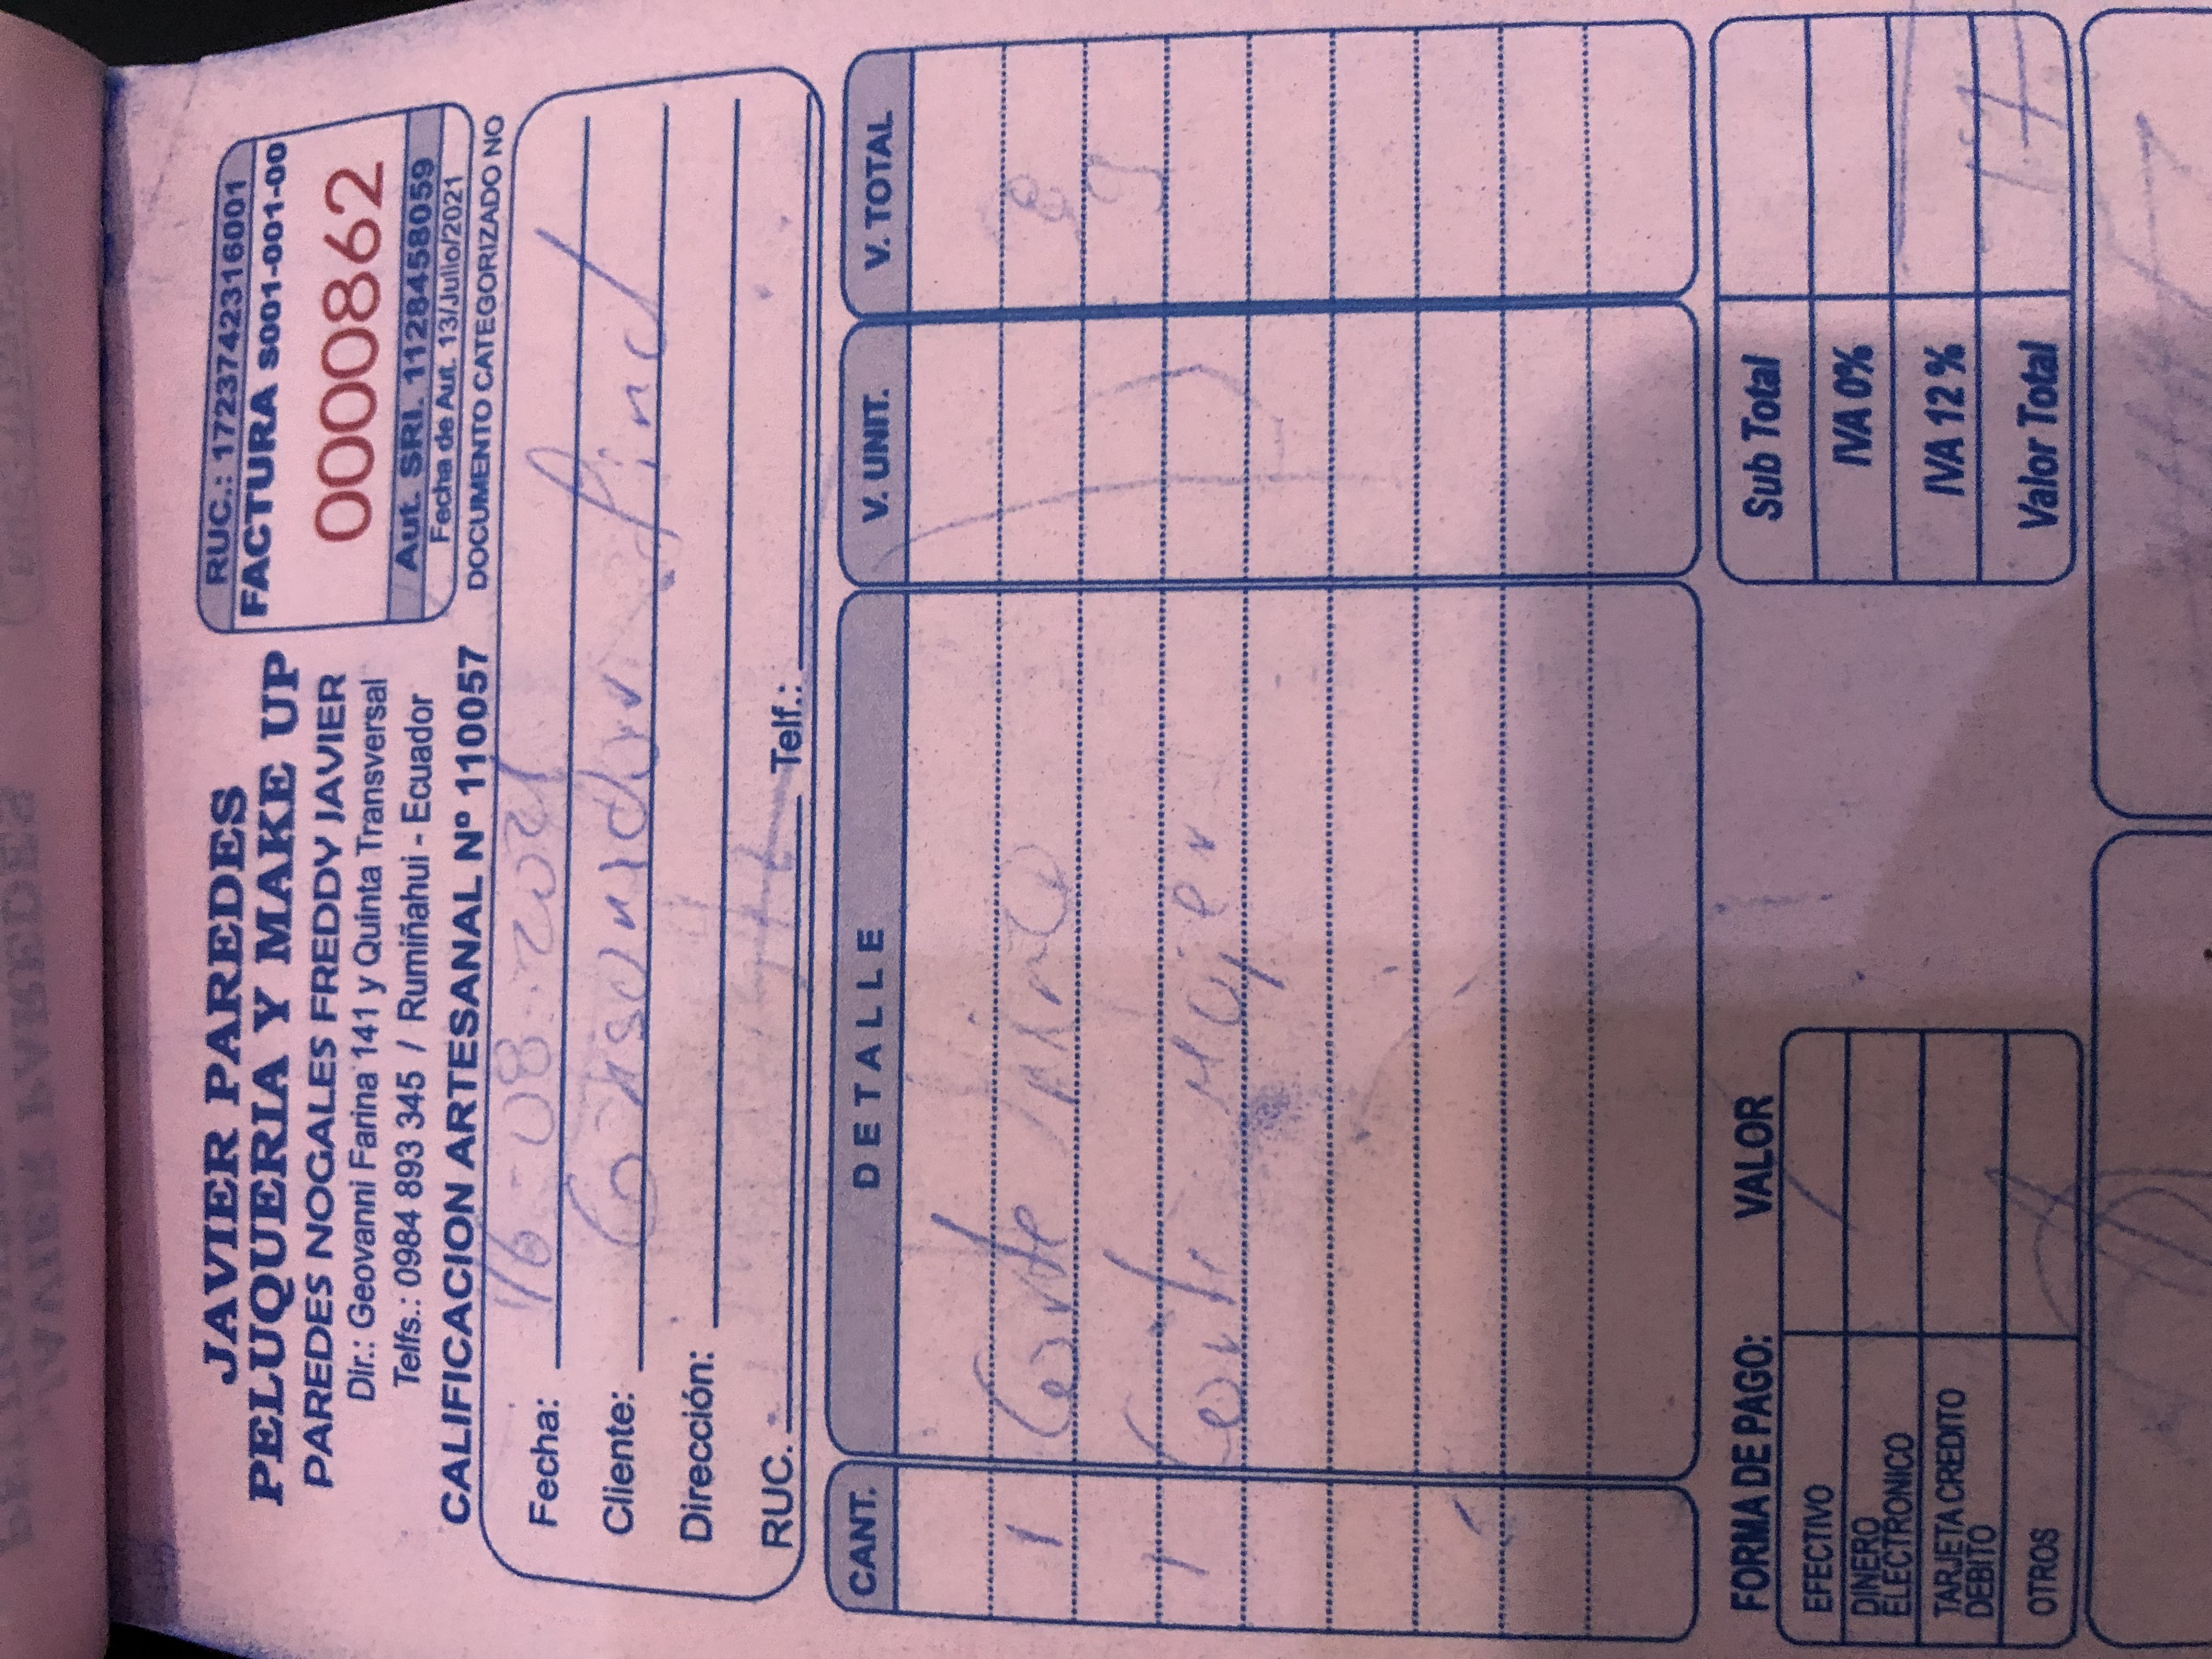 JAVIER PAREDES
PELUQUERIA Y MAKE UP
PAREDES NOGALES FREDDY JAVIER
Dir.: Geovanni Farina 141 y Quinta Transversal
Telfs.: 0984 893 345 / Rumiñahui - Ecuador
CALIFICACION ARTESANAL Nº 110057
RUC.: 1723742316001
FACTURA S001-001-00
0000862
Aut. SRI. 1128458059
Fecha de Aut. 13/Julio/2021
DOCUMENTO CATEGORIZADO NO
Fecha: 16-08-2021
Cliente: Consumidor Final
Dirección:
RUC. Telf.:
CANT. DETALLE V. UNIT. V. TOTAL
1 Corte niño 8
1 Corte mujer 9
FORMA DE PAGO: VALOR
EFECTIVO
DINERO
ELECTRONICO
TARJETA CREDITO
DEBITO
OTROS
Sub Total
IVA 0%
IVA 12 %
Valor Total 17